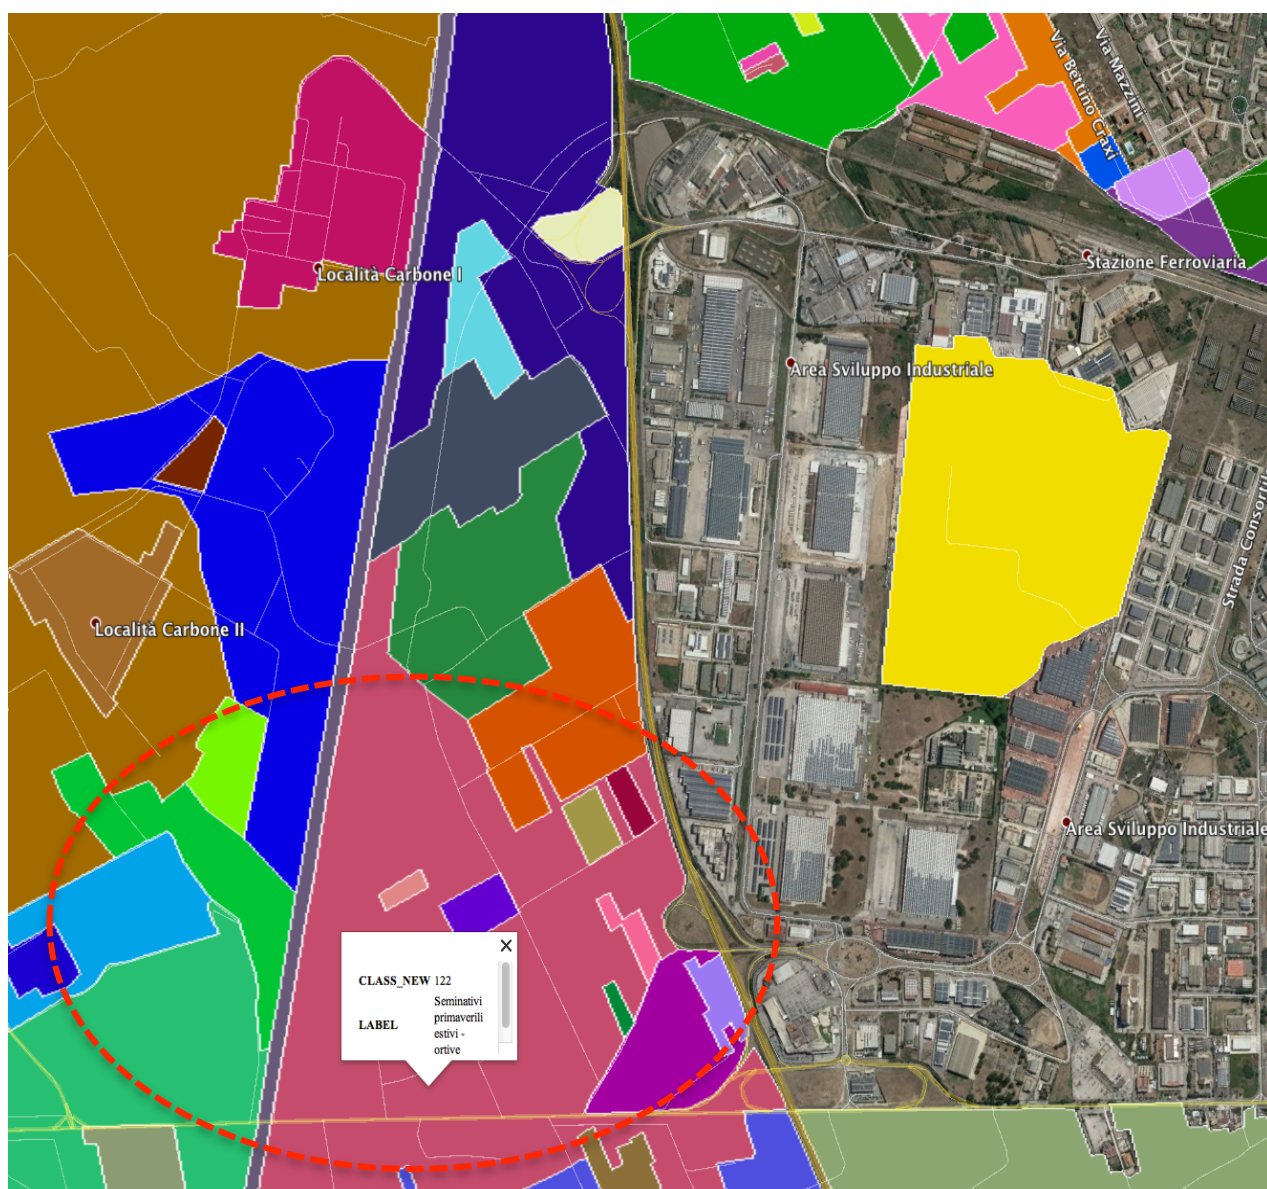 Via Mazzini
Via Bettino Craxi
Stazione Ferroviaria
Località Carbone I
Area Sviluppo Industriale
Strada Consortil
Località Carbone II
Area Sviluppo Industriale
CLASS_NEW 122
LABEL
Seminativi
primaverili
estivi -
ortive